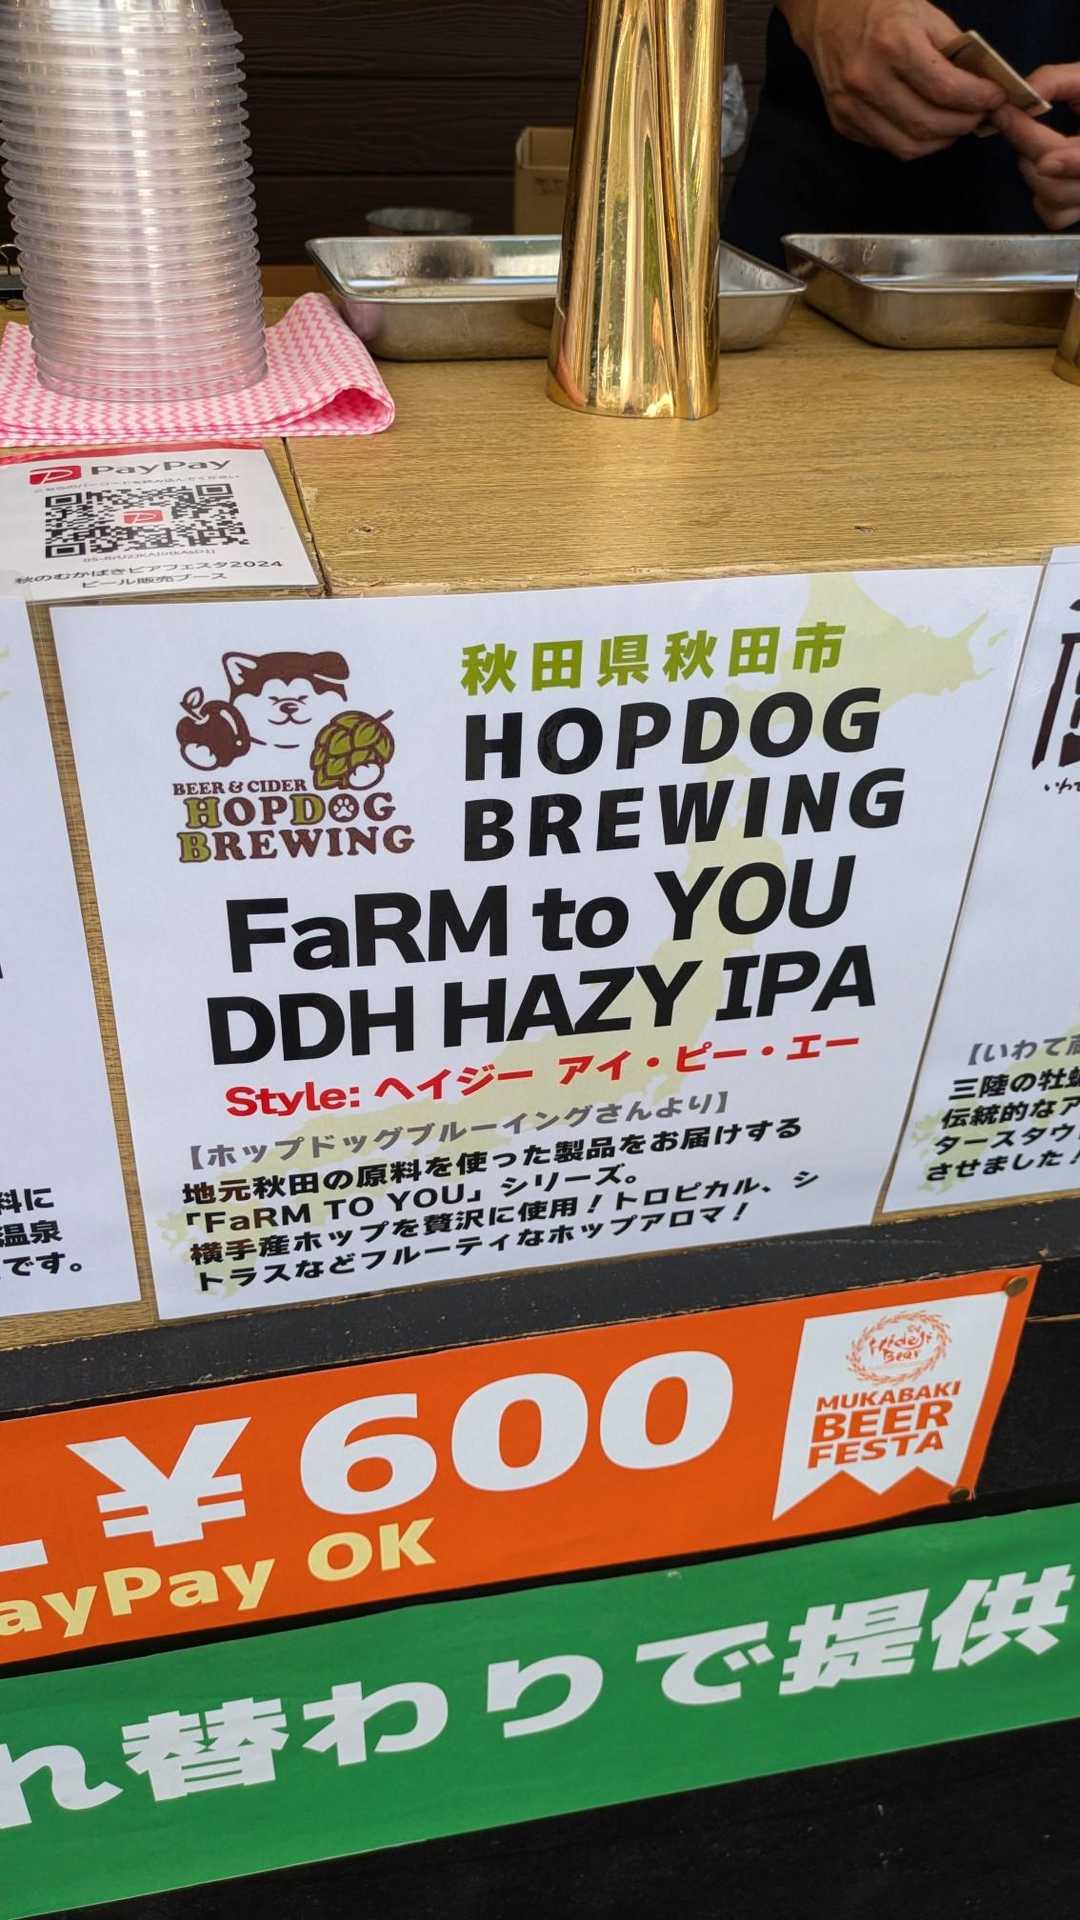 PayPay
秋のむかばきビアフェスタ2024
ビール販売ブース
秋田県秋田市
HOPDOG
BREWING
BEER & CIDER
HOPDOG
BREWING
FaRM to YOU
DDH HAZY IPA
Style: ヘイジー アイ・ピー・エー
【ホップドッグブルーイングさんより】
地元秋田の原料を使った製品をお届けする
「FaRM TO YOU」シリーズ。
横手産ホップを贅沢に使用！トロピカル、シ
トラスなどフルーティなホップアロマ！
料に
温泉
です。
いわて
【いわて蔵
三陸の牡蠣
伝統的なア
タースタウ
させました！
¥600
ayPay OK
Hideji
Beer
MUKABAKI
BEER
FESTA
れ替わりで提供